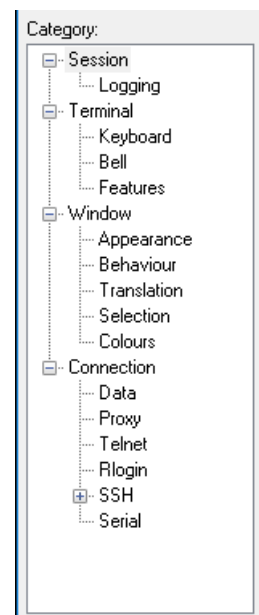 Category:
Session
Logging
Terminal
Keyboard
Bell
Features
Window
Appearance
Behaviour
Translation
Selection
Colours
Connection
Data
Proxy
Telnet
Rlogin
SSH
Serial